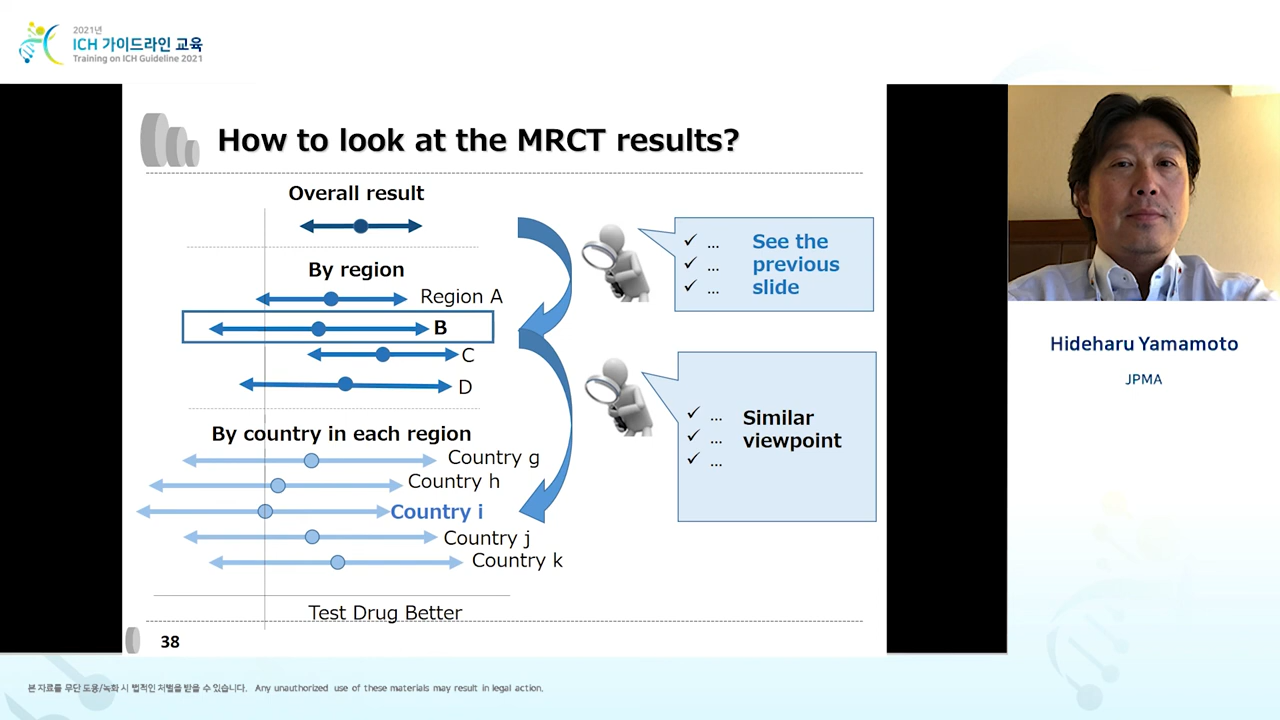 2021년
ICH 가이드라인 교육
Training on ICH Guideline 2021
How to look at the MRCT results?
Overall result
By region
Region A
B
C
D
By country in each region
Country g
Country h
Country i
Country j
Country k
Test Drug Better
✓ ...
✓ ...
✓ ...
See the
previous
slide
✓ ...
✓ ...
✓ ...
Similar
viewpoint
38
Hideharu Yamamoto
JPMA
본 자료를 무단 도용/녹화 시 법적인 처벌을 받을 수 있습니다. Any unauthorized use of these materials may result in legal action.